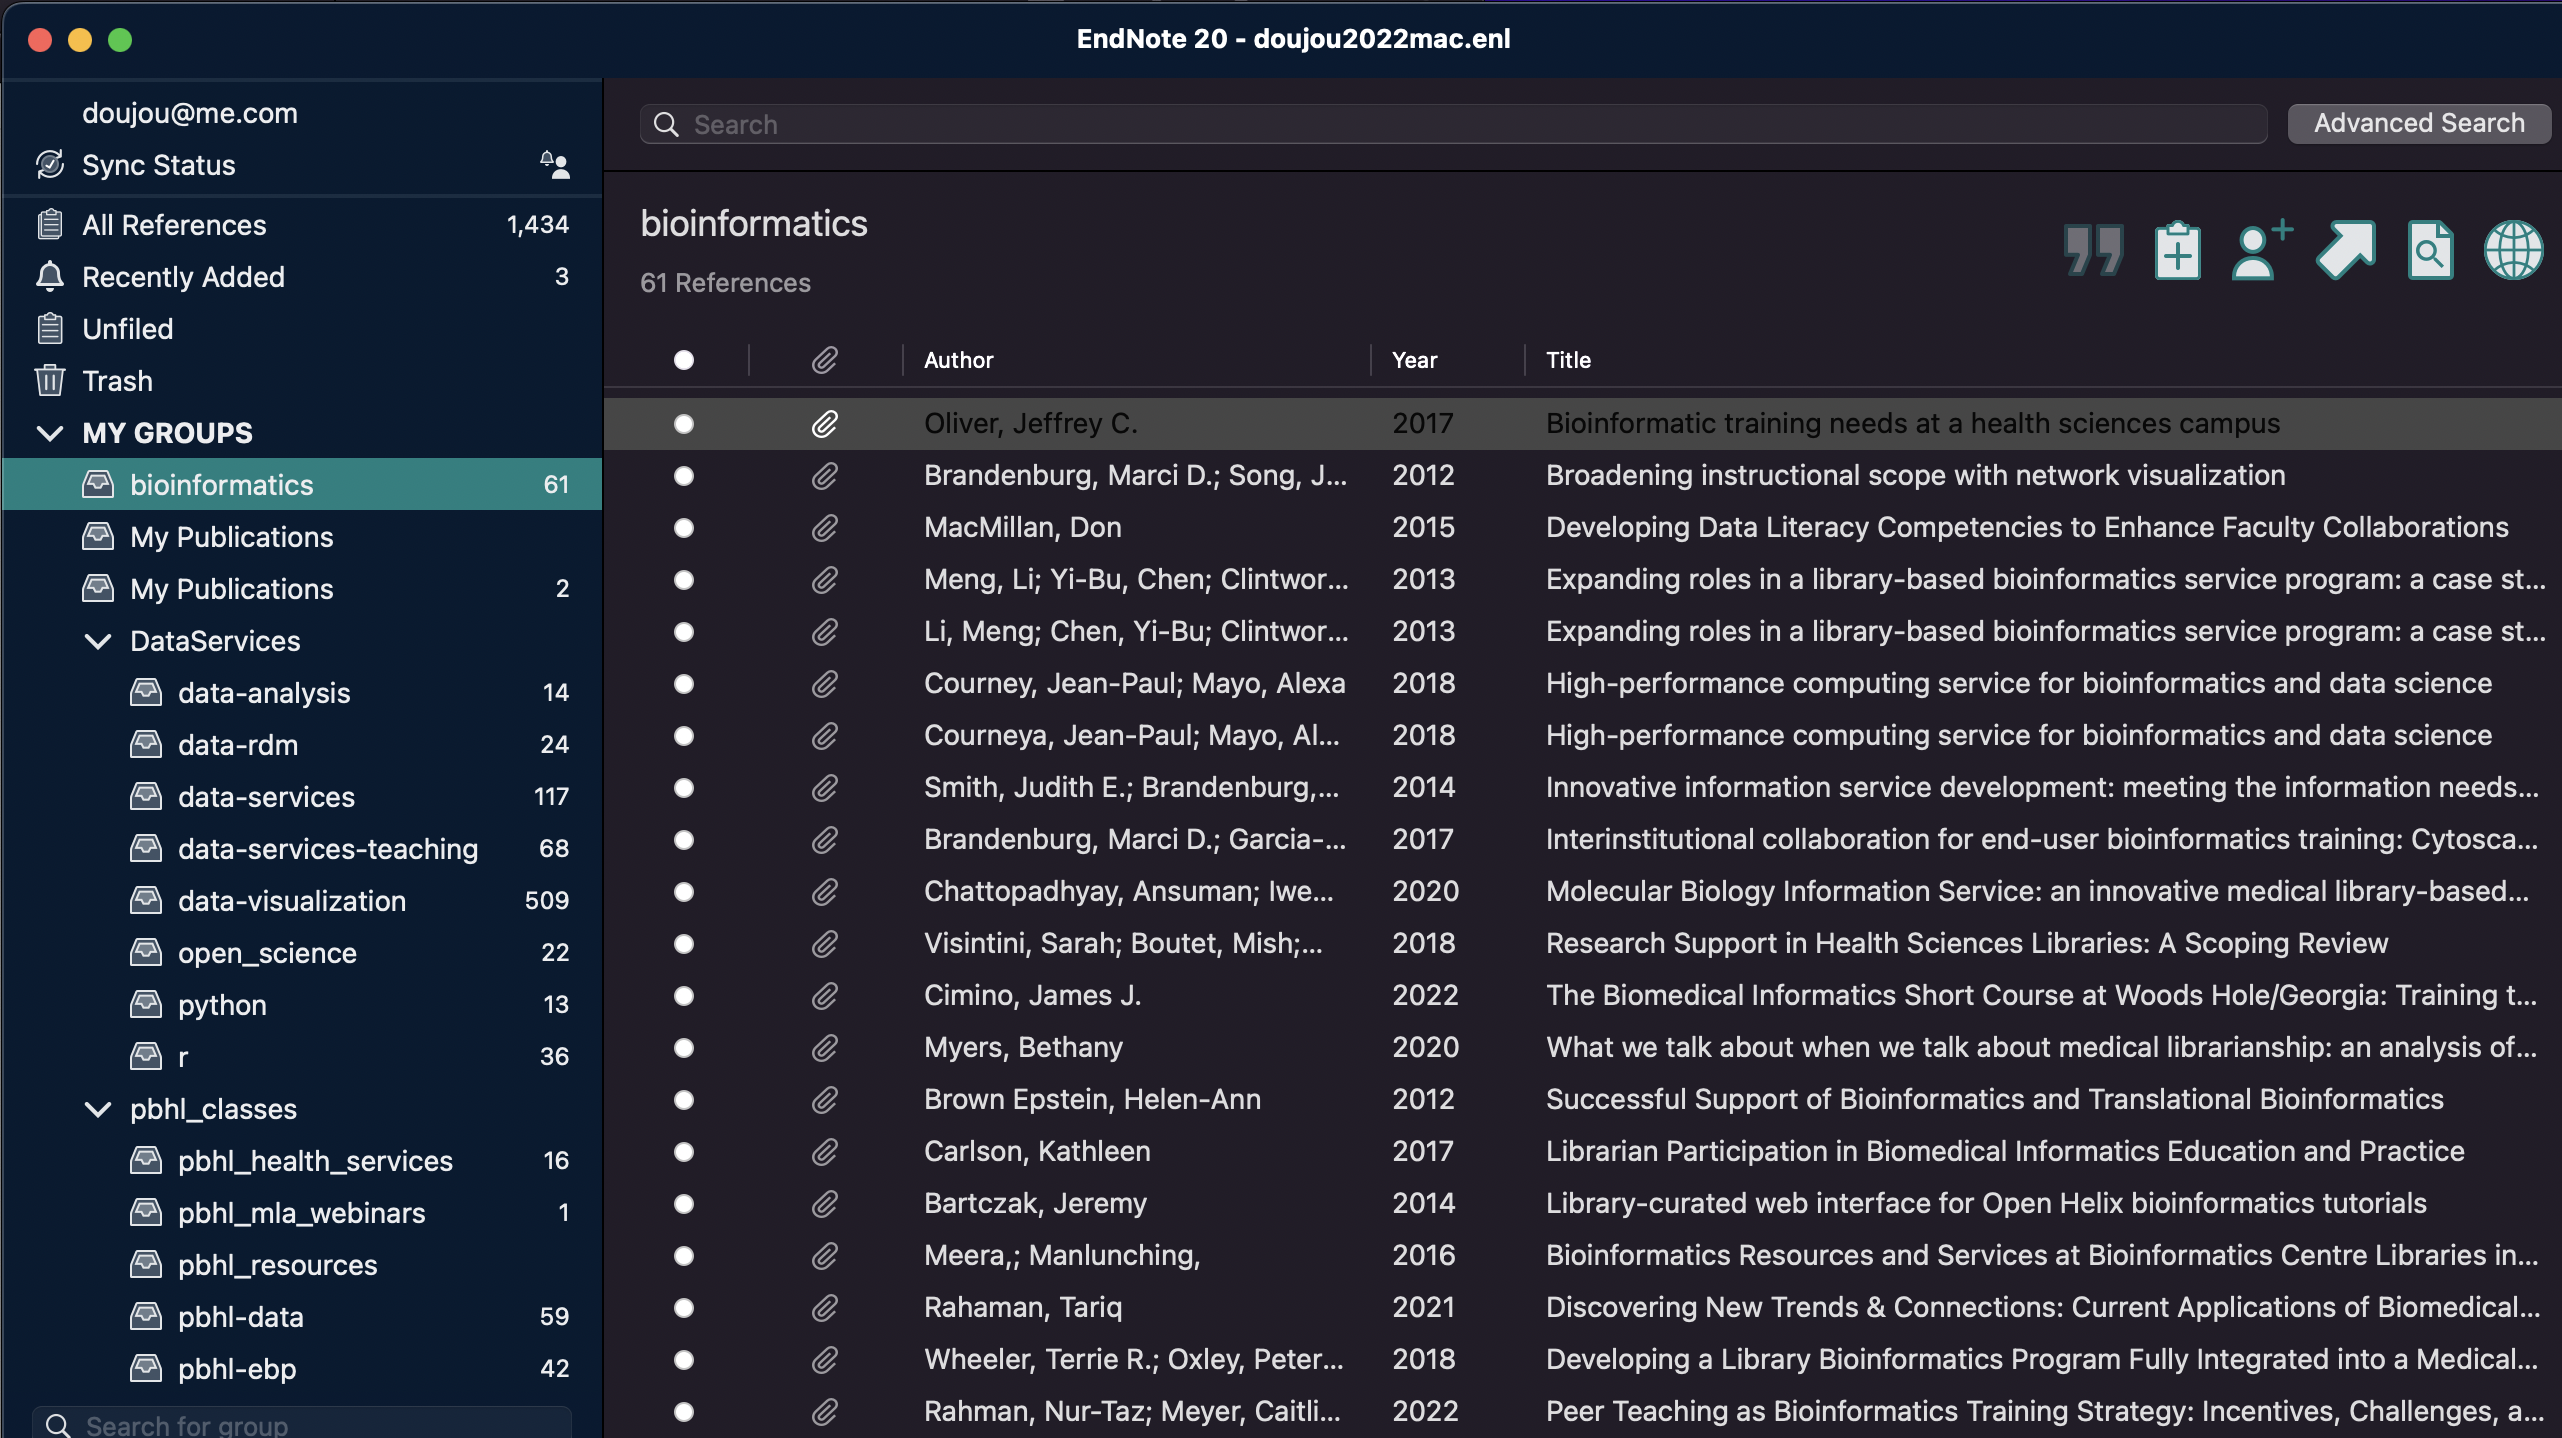 EndNote 20 - doujou2022mac.enl
doujou@me.com
Sync Status
All References 1,434
Recently Added 3
Unfiled
Trash
MY GROUPS
bioinformatics 61
My Publications
My Publications 2
DataServices
data-analysis 14
data-rdm 24
data-services 117
data-services-teaching 68
data-visualization 509
open_science 22
python 13
r 36
pbhl_classes
pbhl_health_services 16
pbhl_mla_webinars 1
pbhl_resources
pbhl-data 59
pbhl-ebp 42
Search for group
Search Advanced Search
bioinformatics
61 References
Author Year Title
Oliver, Jeffrey C. 2017 Bioinformatic training needs at a health sciences campus
Brandenburg, Marci D.; Song, J... 2012 Broadening instructional scope with network visualization
MacMillan, Don 2015 Developing Data Literacy Competencies to Enhance Faculty Collaborations
Meng, Li; Yi-Bu, Chen; Clintwor... 2013 Expanding roles in a library-based bioinformatics service program: a case st...
Li, Meng; Chen, Yi-Bu; Clintwor... 2013 Expanding roles in a library-based bioinformatics service program: a case st...
Courney, Jean-Paul; Mayo, Alexa 2018 High-performance computing service for bioinformatics and data science
Courneya, Jean-Paul; Mayo, Al... 2018 High-performance computing service for bioinformatics and data science
Smith, Judith E.; Brandenburg,... 2014 Innovative information service development: meeting the information needs...
Brandenburg, Marci D.; Garcia-... 2017 Interinstitutional collaboration for end-user bioinformatics training: Cytosca...
Chattopadhyay, Ansuman; Iwe... 2020 Molecular Biology Information Service: an innovative medical library-based...
Visintini, Sarah; Boutet, Mish;... 2018 Research Support in Health Sciences Libraries: A Scoping Review
Cimino, James J. 2022 The Biomedical Informatics Short Course at Woods Hole/Georgia: Training t...
Myers, Bethany 2020 What we talk about when we talk about medical librarianship: an analysis of...
Brown Epstein, Helen-Ann 2012 Successful Support of Bioinformatics and Translational Bioinformatics
Carlson, Kathleen 2017 Librarian Participation in Biomedical Informatics Education and Practice
Bartczak, Jeremy 2014 Library-curated web interface for Open Helix bioinformatics tutorials
Meera,; Manlunching, 2016 Bioinformatics Resources and Services at Bioinformatics Centre Libraries in...
Rahaman, Tariq 2021 Discovering New Trends & Connections: Current Applications of Biomedical...
Wheeler, Terrie R.; Oxley, Peter... 2018 Developing a Library Bioinformatics Program Fully Integrated into a Medical...
Rahman, Nur-Taz; Meyer, Caitli... 2022 Peer Teaching as Bioinformatics Training Strategy: Incentives, Challenges, a...